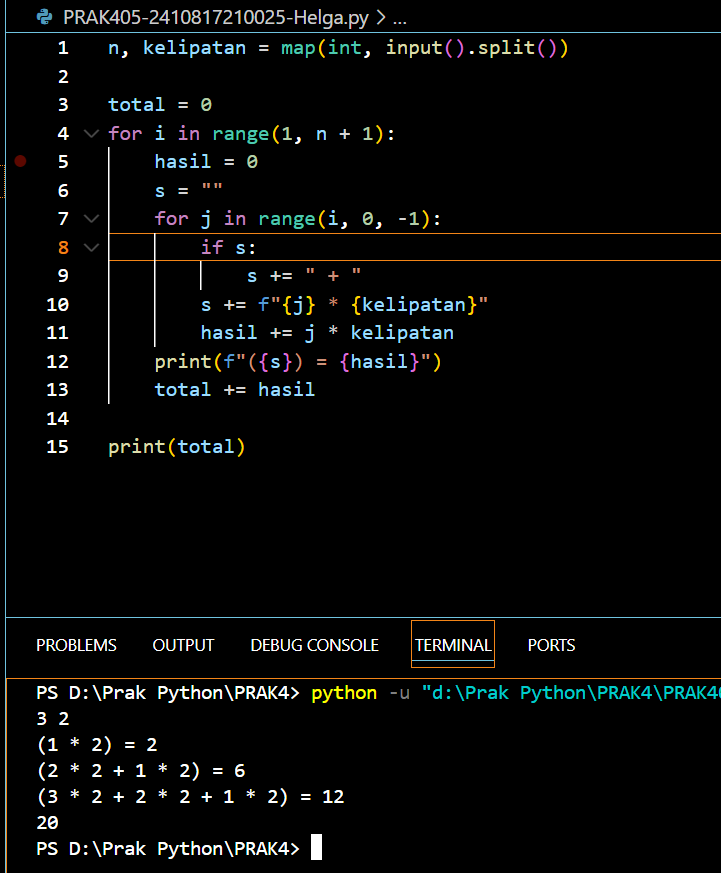 PRAK405-2410817210025-Helga.py > ...
1 n, kelipatan = map(int, input().split())
2
3 total = 0
4 for i in range(1, n + 1):
5     hasil = 0
6     s = ""
7     for j in range(i, 0, -1):
8         if s:
9             s += " + "
10         s += f"{j} * {kelipatan}"
11         hasil += j * kelipatan
12     print(f"({s}) = {hasil}")
13     total += hasil
14
15 print(total)
PROBLEMS OUTPUT DEBUG CONSOLE TERMINAL PORTS
PS D:\Prak Python\PRAK4> python -u "d:\Prak Python\PRAK4\PRAK40
3 2
(1 * 2) = 2
(2 * 2 + 1 * 2) = 6
(3 * 2 + 2 * 2 + 1 * 2) = 12
20
PS D:\Prak Python\PRAK4>